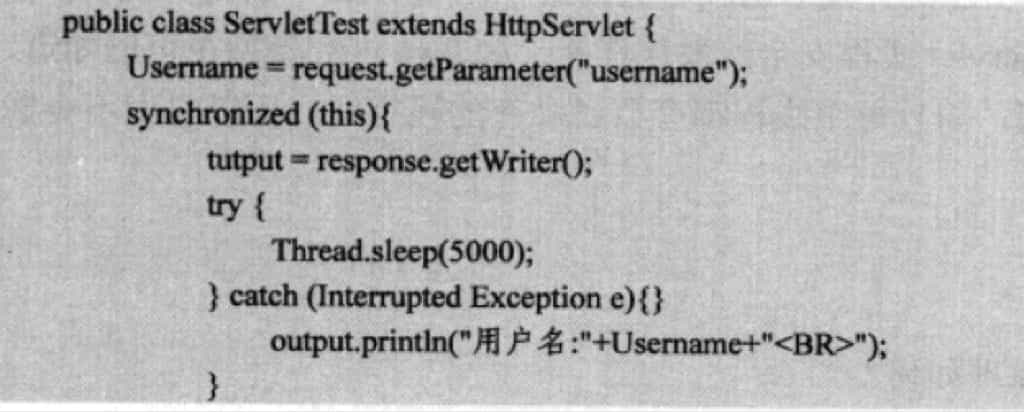 public class ServletTest extends HttpServlet {
Username = request.getParameter("username");
synchronized (this){
tutput = response.getWriter();
try {
Thread.sleep(5000);
} catch (Interrupted Exception e){}
output.println("用户名:"+Username+"<BR>");
}